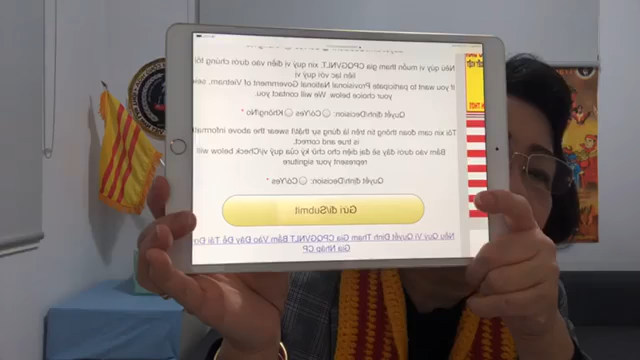 Nếu quý vị muốn tham gia CPQGVNLT, xin quý vị điền vào dưới chúng tôi
liên lạc với quý vị
If you want to participate Provisional National Government of Vietnam,
your choice below. We will contact you.
Quyết định/Decision: Có/Yes Không/No *
Tôi xin cam đoan thông tin trên là đúng sự thật/I swear the above
is true and correct.
Bấm vào dưới đây sẽ đại diện cho chữ ký của quý vị/Check below will
represent your signature
Quyết định/Decision: Có/Yes *
Gửi đi/Submit
Nếu Quý Vị Quyết Định Tham Gia CPQGVNLT Bấm Vào Đây Để Tải
Gia Nhập CP